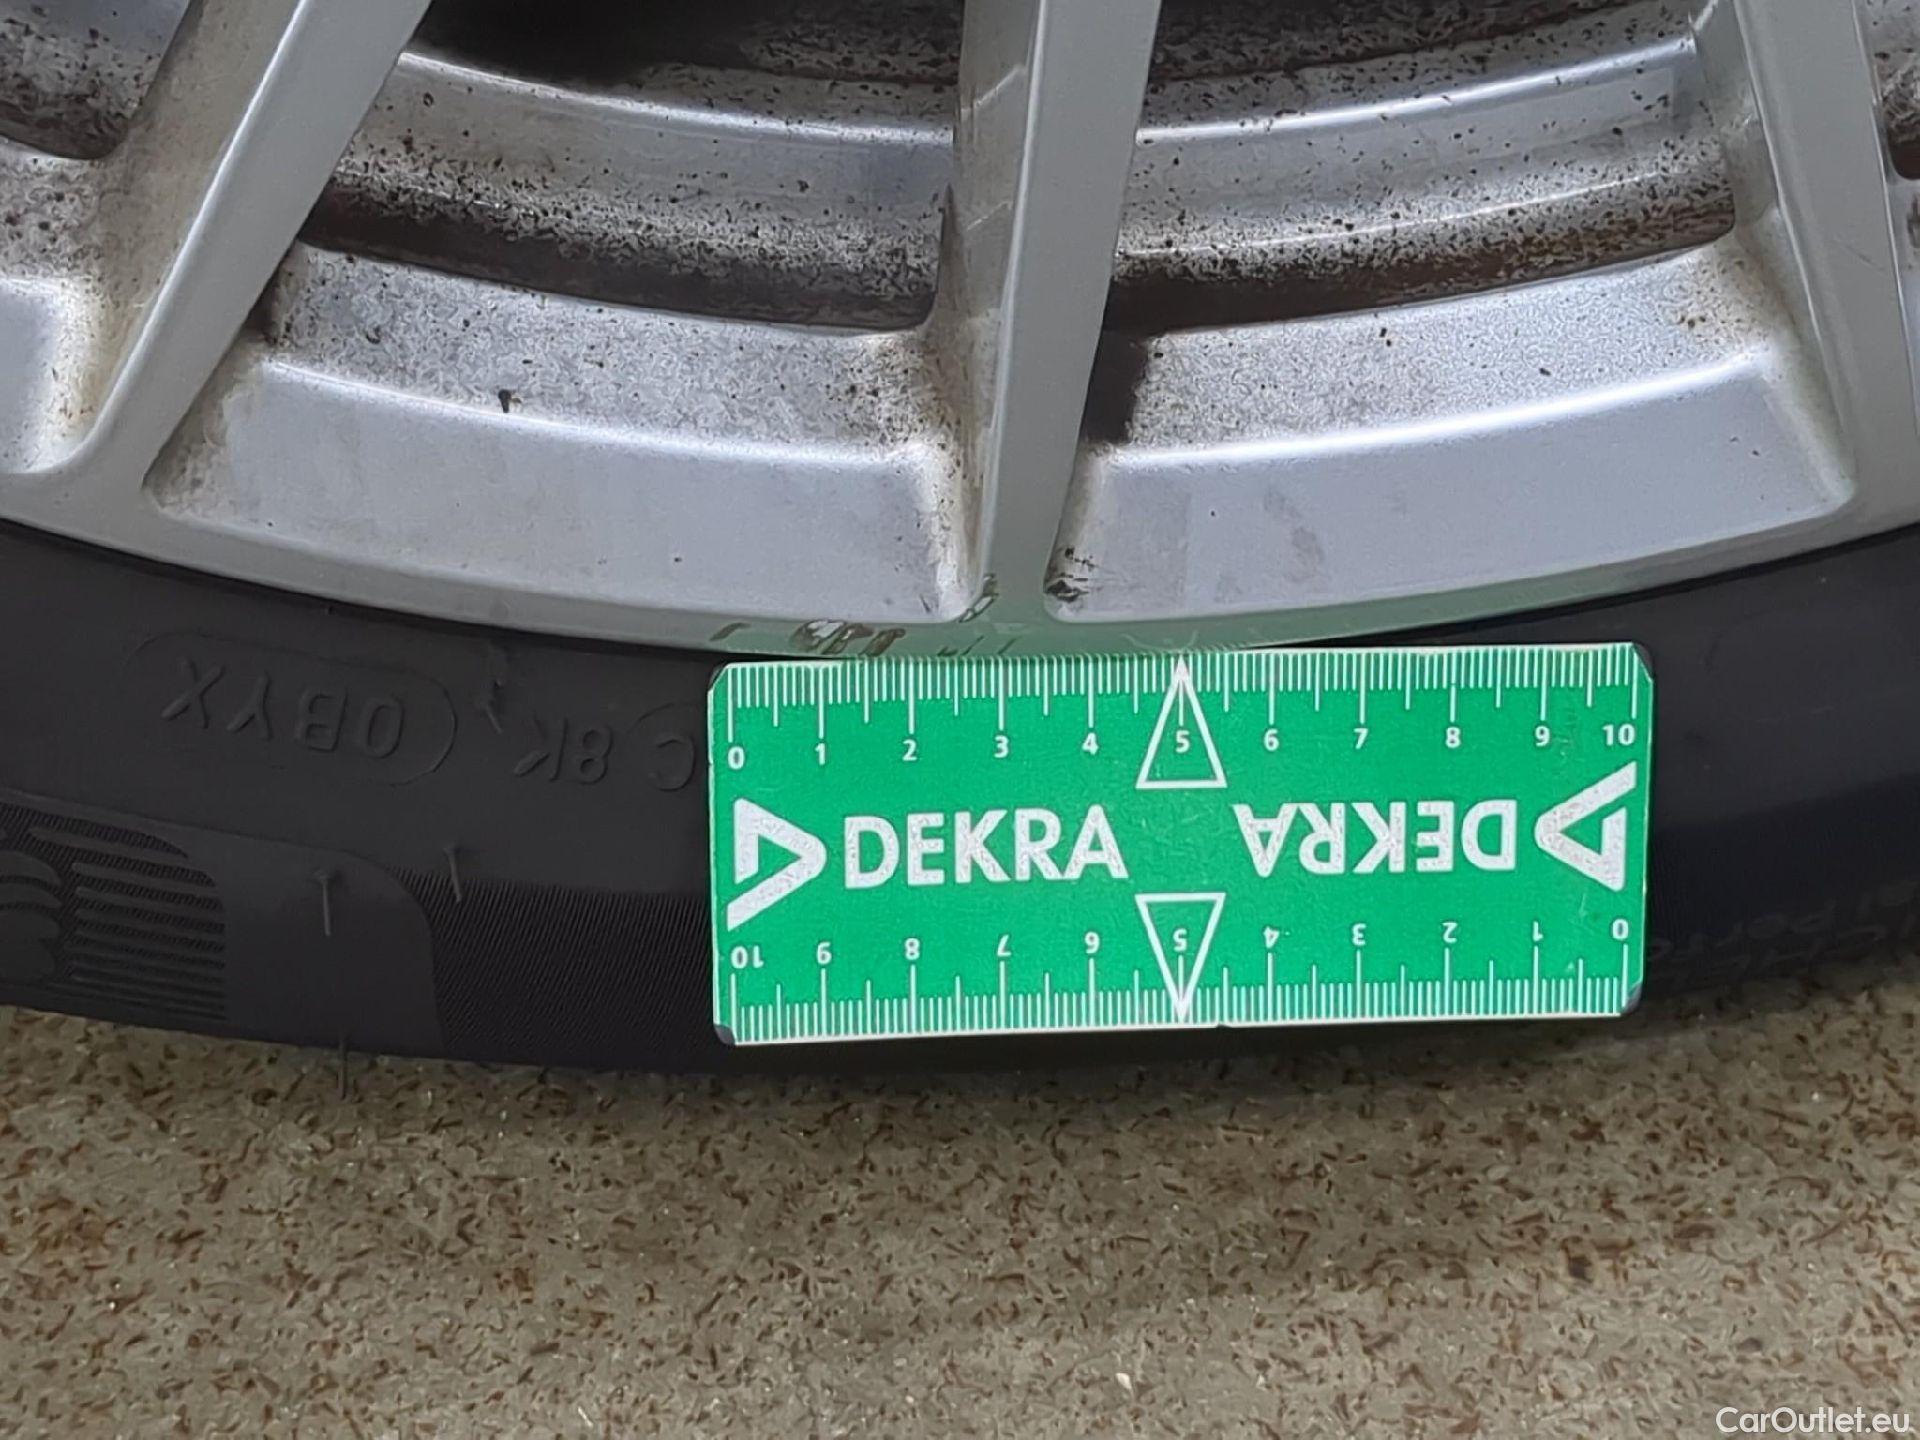 0 1 2 3 4 5 6 7 8 9 10
DEKRA DEKRA
10 9 8 7 6 5 4 3 2 1 0
C 8K 0BYX
CarOutlet.eu